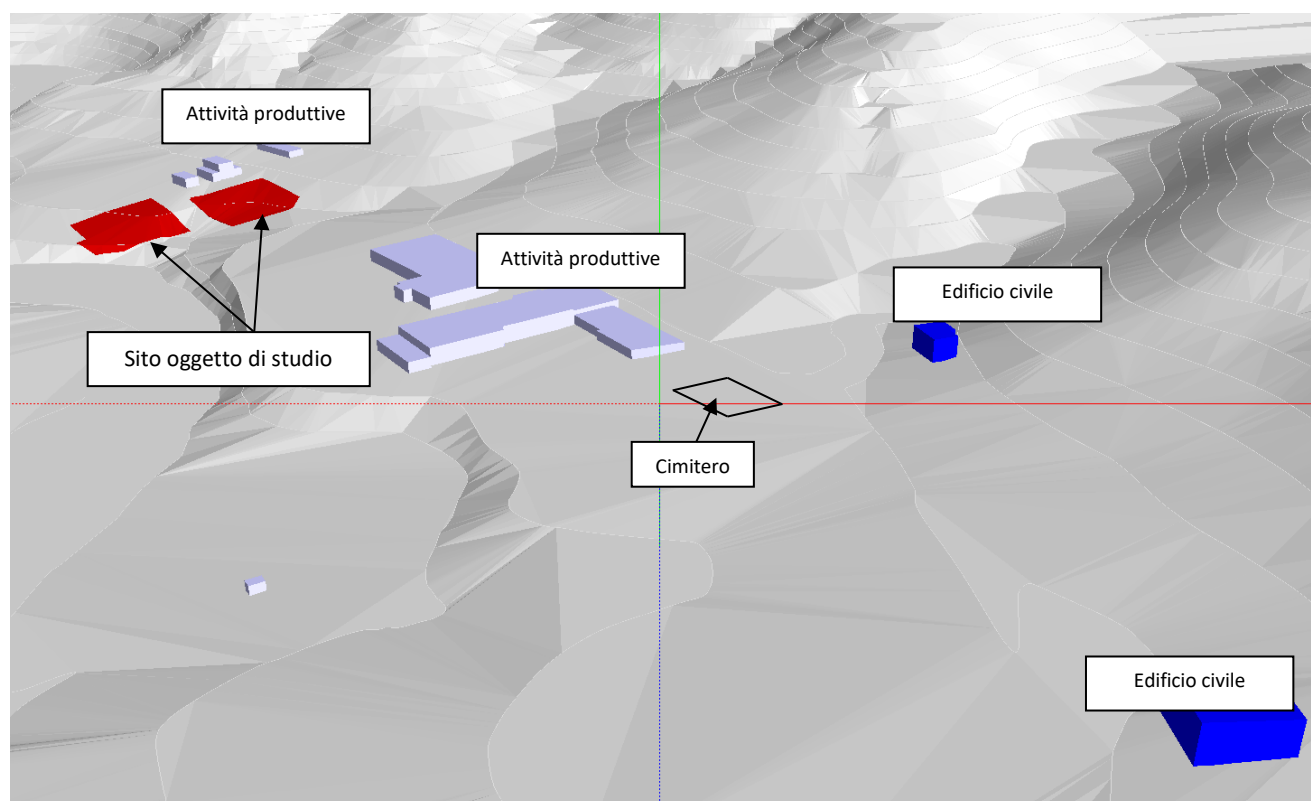 Attività produttive
Attività produttive
Edificio civile
Sito oggetto di studio
Cimitero
Edificio civile